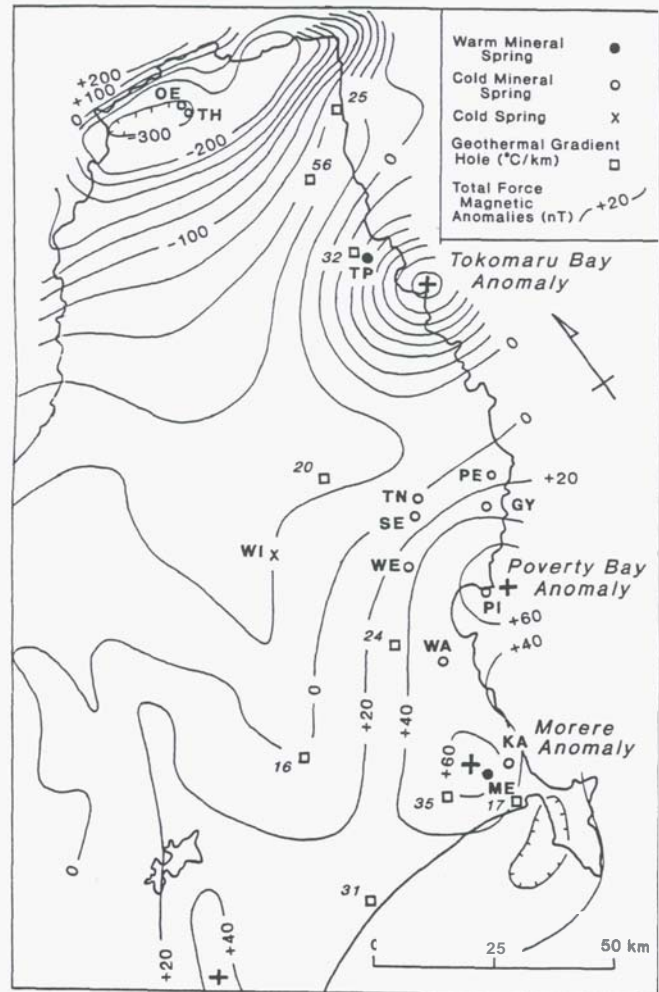 +200
+100
0
OE
TH
-300
-200
-100
25
56
0
32
TP
Warm Mineral
Spring
Cold Mineral
Spring
Cold Spring
x
Geothermal Gradient
Hole (°C/km)
Total Force
Magnetic
Anomalies (nT)
+20
+
Tokomaru Bay
Anomaly
0
0
20
PE
+20
TN
GY
SE
WI x
WE
Poverty Bay
+
Anomaly
PI
+60
+40
24
WA
0
+20
+40
Morere
Anomaly
KA
+60
+
16
ME
35
17
0
31
+20
+40
+
0
25
50 km